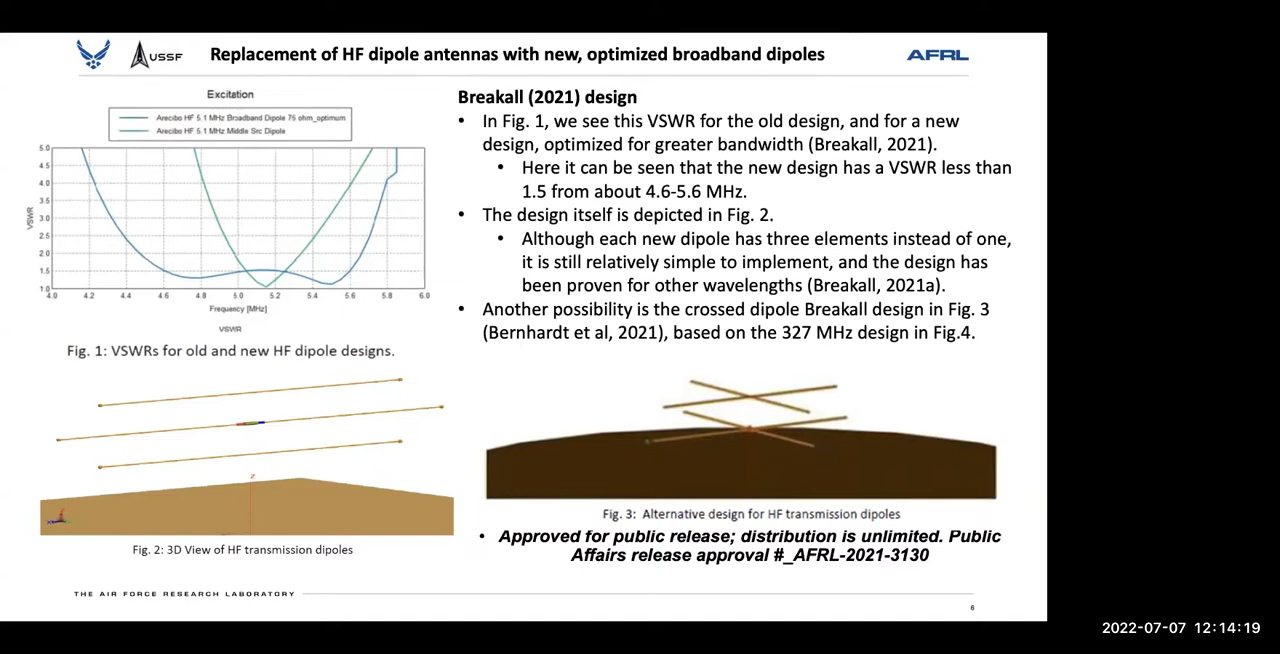 USSF
Replacement of HF dipole antennas with new, optimized broadband dipoles
AFRL
Excitation
Arecibo HF 5.1 MHz Broadband Dipole 75 ohm_optimum
Arecibo HF 5.1 MHz Middle Src Dipole
5.0
4.5
4.0
3.5
3.0
2.5
2.0
1.5
1.0
VSWR
4.0 4.2 4.4 4.6 4.8 5.0 5.2 5.4 5.6 5.8 6.0
Frequency [MHz]
VSWR
Fig. 1: VSWRs for old and new HF dipole designs.
Z
Fig. 2: 3D View of HF transmission dipoles
Breakall (2021) design
• In Fig. 1, we see this VSWR for the old design, and for a new
design, optimized for greater bandwidth (Breakall, 2021).
• Here it can be seen that the new design has a VSWR less than
1.5 from about 4.6-5.6 MHz.
• The design itself is depicted in Fig. 2.
• Although each new dipole has three elements instead of one,
it is still relatively simple to implement, and the design has
been proven for other wavelengths (Breakall, 2021a).
• Another possibility is the crossed dipole Breakall design in Fig. 3
(Bernhardt et al, 2021), based on the 327 MHz design in Fig.4.
Fig. 3: Alternative design for HF transmission dipoles
• Approved for public release; distribution is unlimited. Public
Affairs release approval #_AFRL-2021-3130
THE AIR FORCE RESEARCH LABORATORY
6
2022-07-07 12:14:19